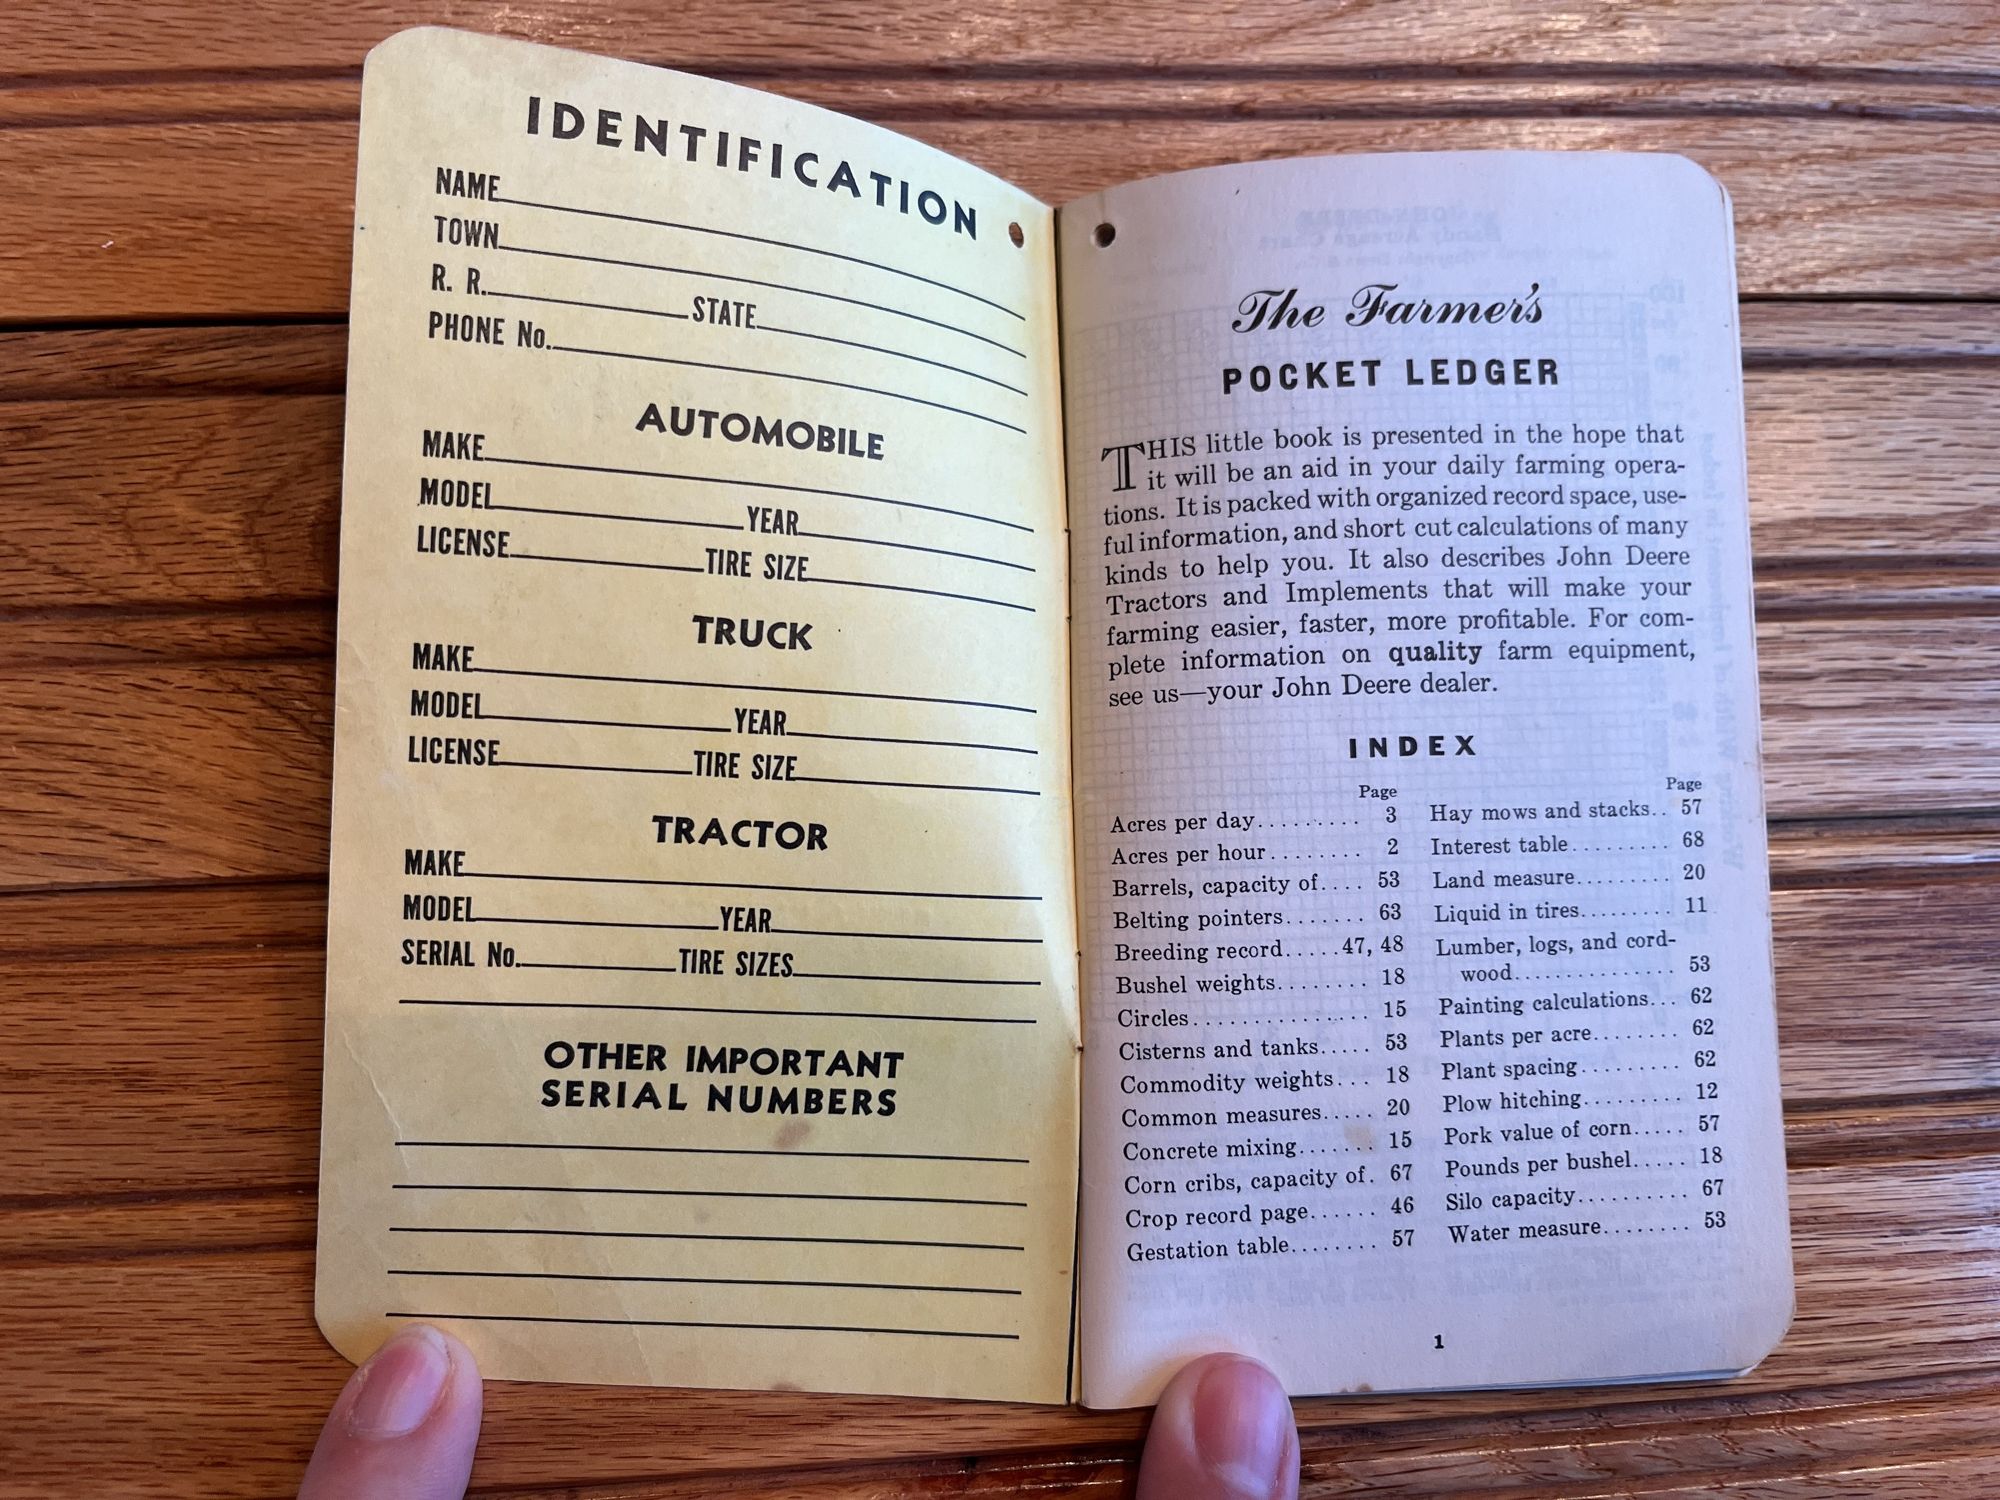 IDENTIFICATION
NAME
TOWN
R. R. STATE
PHONE No.
AUTOMOBILE
MAKE
MODEL YEAR
LICENSE TIRE SIZE
TRUCK
MAKE
MODEL YEAR
LICENSE TIRE SIZE
TRACTOR
MAKE
MODEL YEAR
SERIAL No. TIRE SIZES
OTHER IMPORTANT
SERIAL NUMBERS
The Farmer's
POCKET LEDGER
THIS little book is presented in the hope that
it will be an aid in your daily farming opera-
tions. It is packed with organized record space, use-
ful information, and short cut calculations of many
kinds to help you. It also describes John Deere
Tractors and Implements that will make your
farming easier, faster, more profitable. For com-
plete information on quality farm equipment,
see us—your John Deere dealer.
INDEX
Page
Acres per day......... 3
Acres per hour........ 2
Barrels, capacity of.... 53
Belting pointers....... 63
Breeding record.....47, 48
Bushel weights........ 18
Circles................ 15
Cisterns and tanks..... 53
Commodity weights... 18
Common measures..... 20
Concrete mixing....... 15
Corn cribs, capacity of. 67
Crop record page...... 46
Gestation table........ 57
Page
Hay mows and stacks.. 57
Interest table......... 68
Land measure......... 20
Liquid in tires......... 11
Lumber, logs, and cord-
wood............... 53
Painting calculations... 62
Plants per acre........ 62
Plant spacing......... 62
Plow hitching......... 12
Pork value of corn..... 57
Pounds per bushel..... 18
Silo capacity.......... 67
Water measure........ 53
1